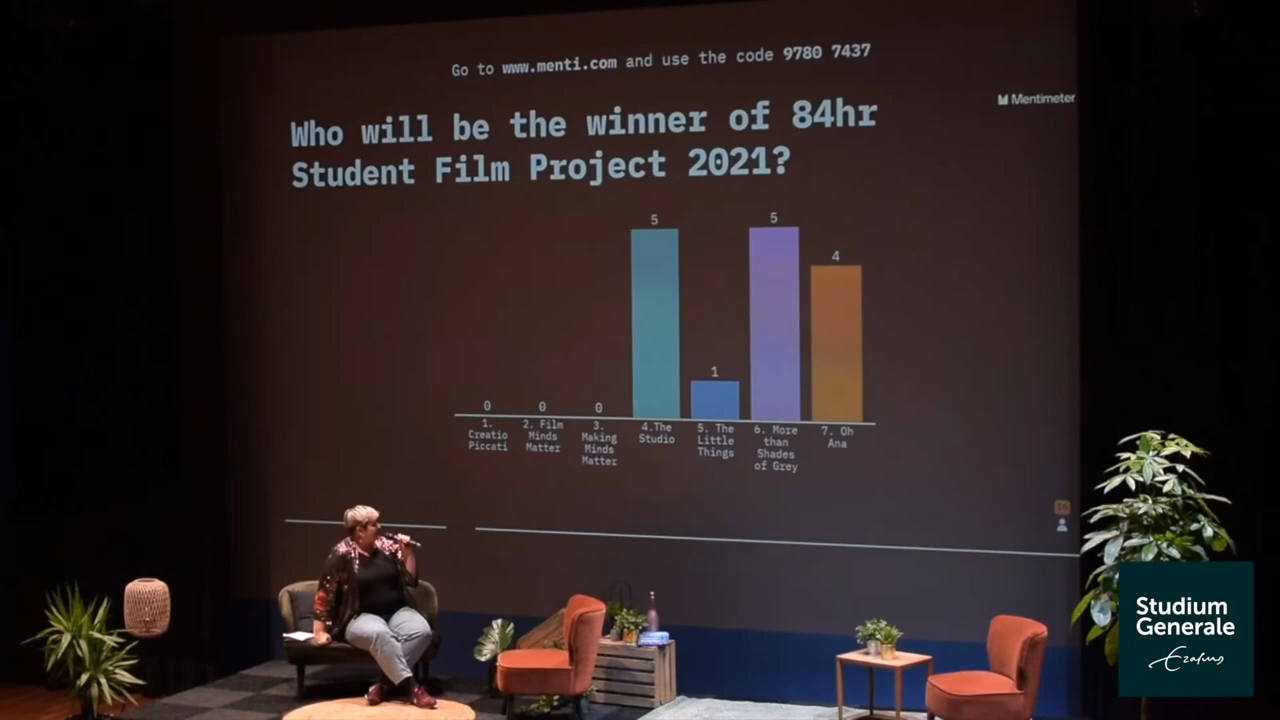 Go to www.menti.com and use the code 9780 7437
Mentimeter
Who will be the winner of 84hr
Student Film Project 2021?
0
0
0
5
1
5
4
1.
Creatio
Piccati
2. Film
Minds
Matter
3.
Making
Minds
Matter
4.The
Studio
5. The
Little
Things
6. More
than
Shades
of Grey
7. Oh
Ana
Studium
Generale
Erasmus